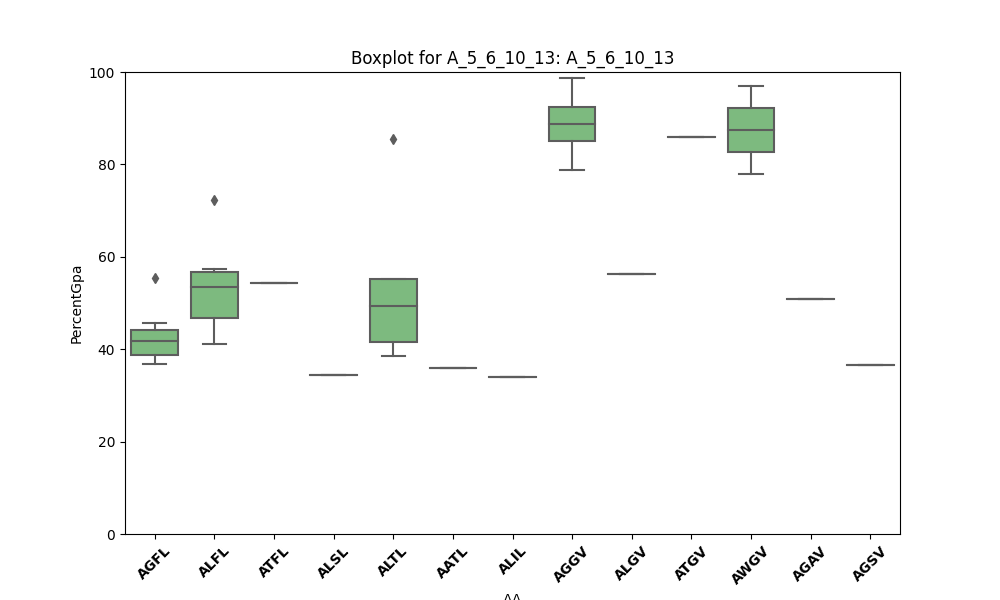 Boxplot for A_5_6_10_13: A_5_6_10_13
100
80
60
40
20
0
PercentGpa
AGFL
ALFL
ATFL
ALSL
ALTL
AATL
ALIL
AGGV
ALGV
ATGV
AWGV
AGAV
AGSV
AA